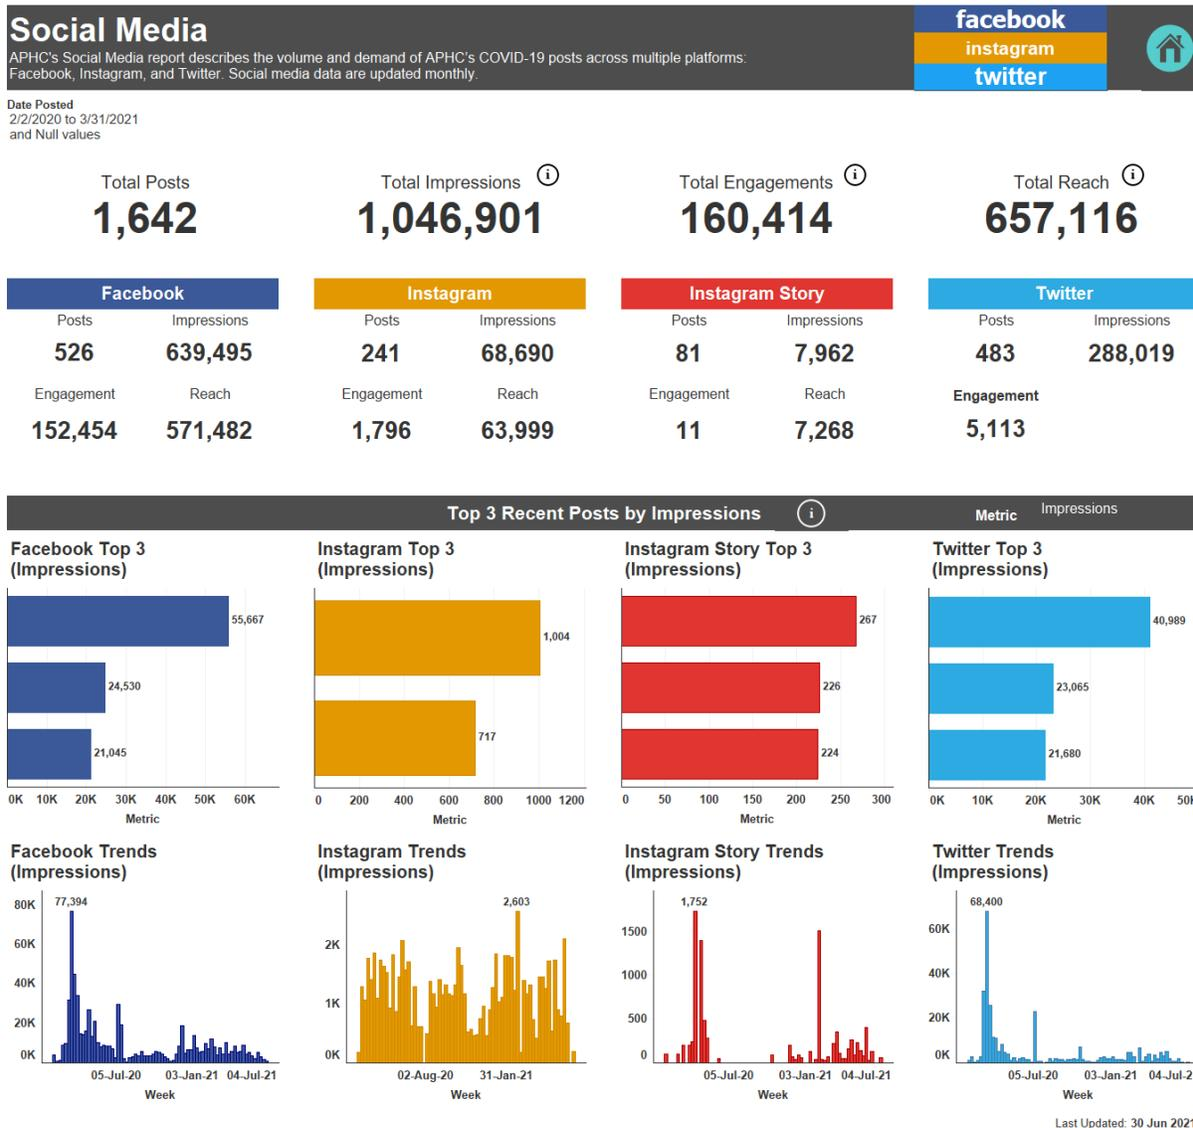 Social Media
APHC's Social Media report describes the volume and demand of APHC's COVID-19 posts across multiple platforms:
Facebook, Instagram, and Twitter. Social media data are updated monthly.
facebook
instagram
twitter
Date Posted
2/2/2020 to 3/31/2021
and Null values
Total Posts
1,642
Total Impressions i
1,046,901
Total Engagements i
160,414
Total Reach i
657,116
Facebook
Posts Impressions
526 639,495
Engagement Reach
152,454 571,482
Instagram
Posts Impressions
241 68,690
Engagement Reach
1,796 63,999
Instagram Story
Posts Impressions
81 7,962
Engagement Reach
11 7,268
Twitter
Posts Impressions
483 288,019
Engagement
5,113
Top 3 Recent Posts by Impressions i
Metric Impressions
Facebook Top 3
(Impressions)
55,667
24,530
21,045
0K 10K 20K 30K 40K 50K 60K
Metric
Instagram Top 3
(Impressions)
1,004
717
0 200 400 600 800 1000 1200
Metric
Instagram Story Top 3
(Impressions)
267
226
224
0 50 100 150 200 250 300
Metric
Twitter Top 3
(Impressions)
40,989
23,065
21,680
0K 10K 20K 30K 40K
Metric
Facebook Trends
(Impressions)
77,394
80K
60K
40K
20K
0K
05-Jul-20 03-Jan-21 04-Jul-21
Week
Instagram Trends
(Impressions)
2,603
2K
1K
0K
02-Aug-20 31-Jan-21
Week
Instagram Story Trends
(Impressions)
1,752
1500
1000
500
0
05-Jul-20 03-Jan-21 04-Jul-21
Week
Twitter Trends
(Impressions)
68,400
60K
40K
20K
0K
05-Jul-20 03-Jan-21 04-Jul-2
Week
Last Updated: 30 Jun 2021